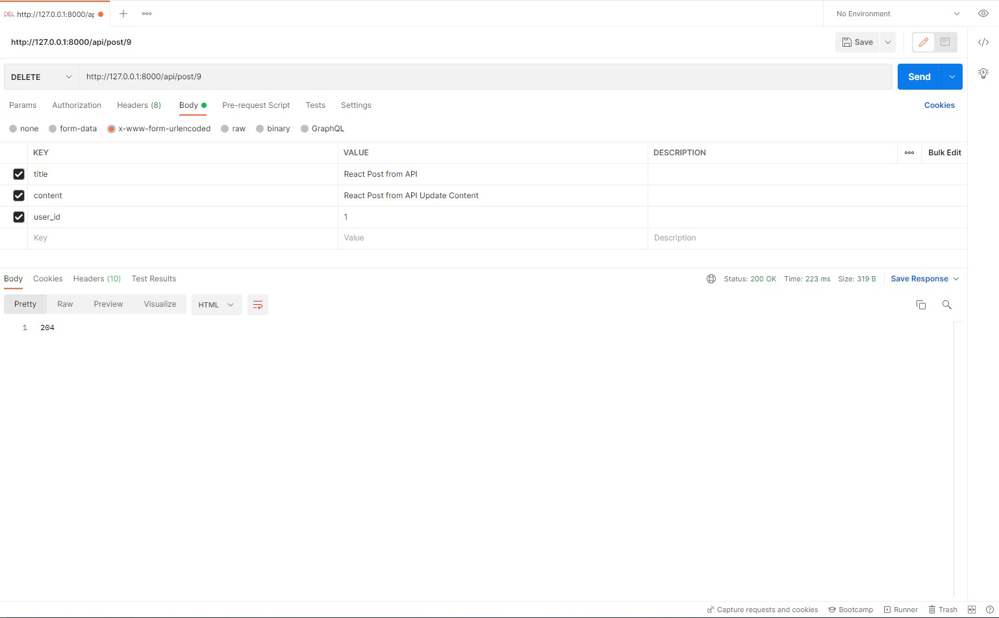 DEL http://127.0.0.1:8000/ap
No Environment
http://127.0.0.1:8000/api/post/9
Save
DELETE http://127.0.0.1:8000/api/post/9 Send
Params Authorization Headers (8) Body Pre-request Script Tests Settings Cookies
none form-data x-www-form-urlencoded raw binary GraphQL
KEY VALUE DESCRIPTION Bulk Edit
title React Post from API
content React Post from API Update Content
user_id 1
Key Value Description
Body Cookies Headers (10) Test Results Status: 200 OK Time: 223 ms Size: 319 B Save Response
Pretty Raw Preview Visualize HTML
1 204
Capture requests and cookies Bootcamp Runner Trash